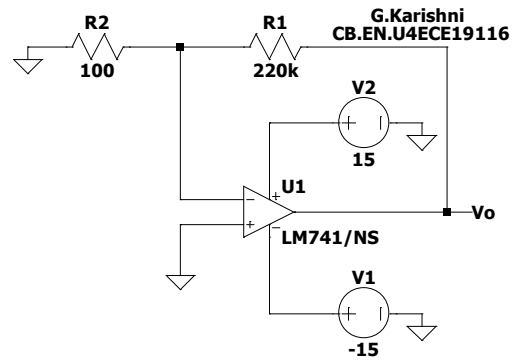 G.Karishni
CB.EN.U4ECE19116
R2
R1
100
220k
V2
15
U1
Vo
LM741/NS
V1
-15